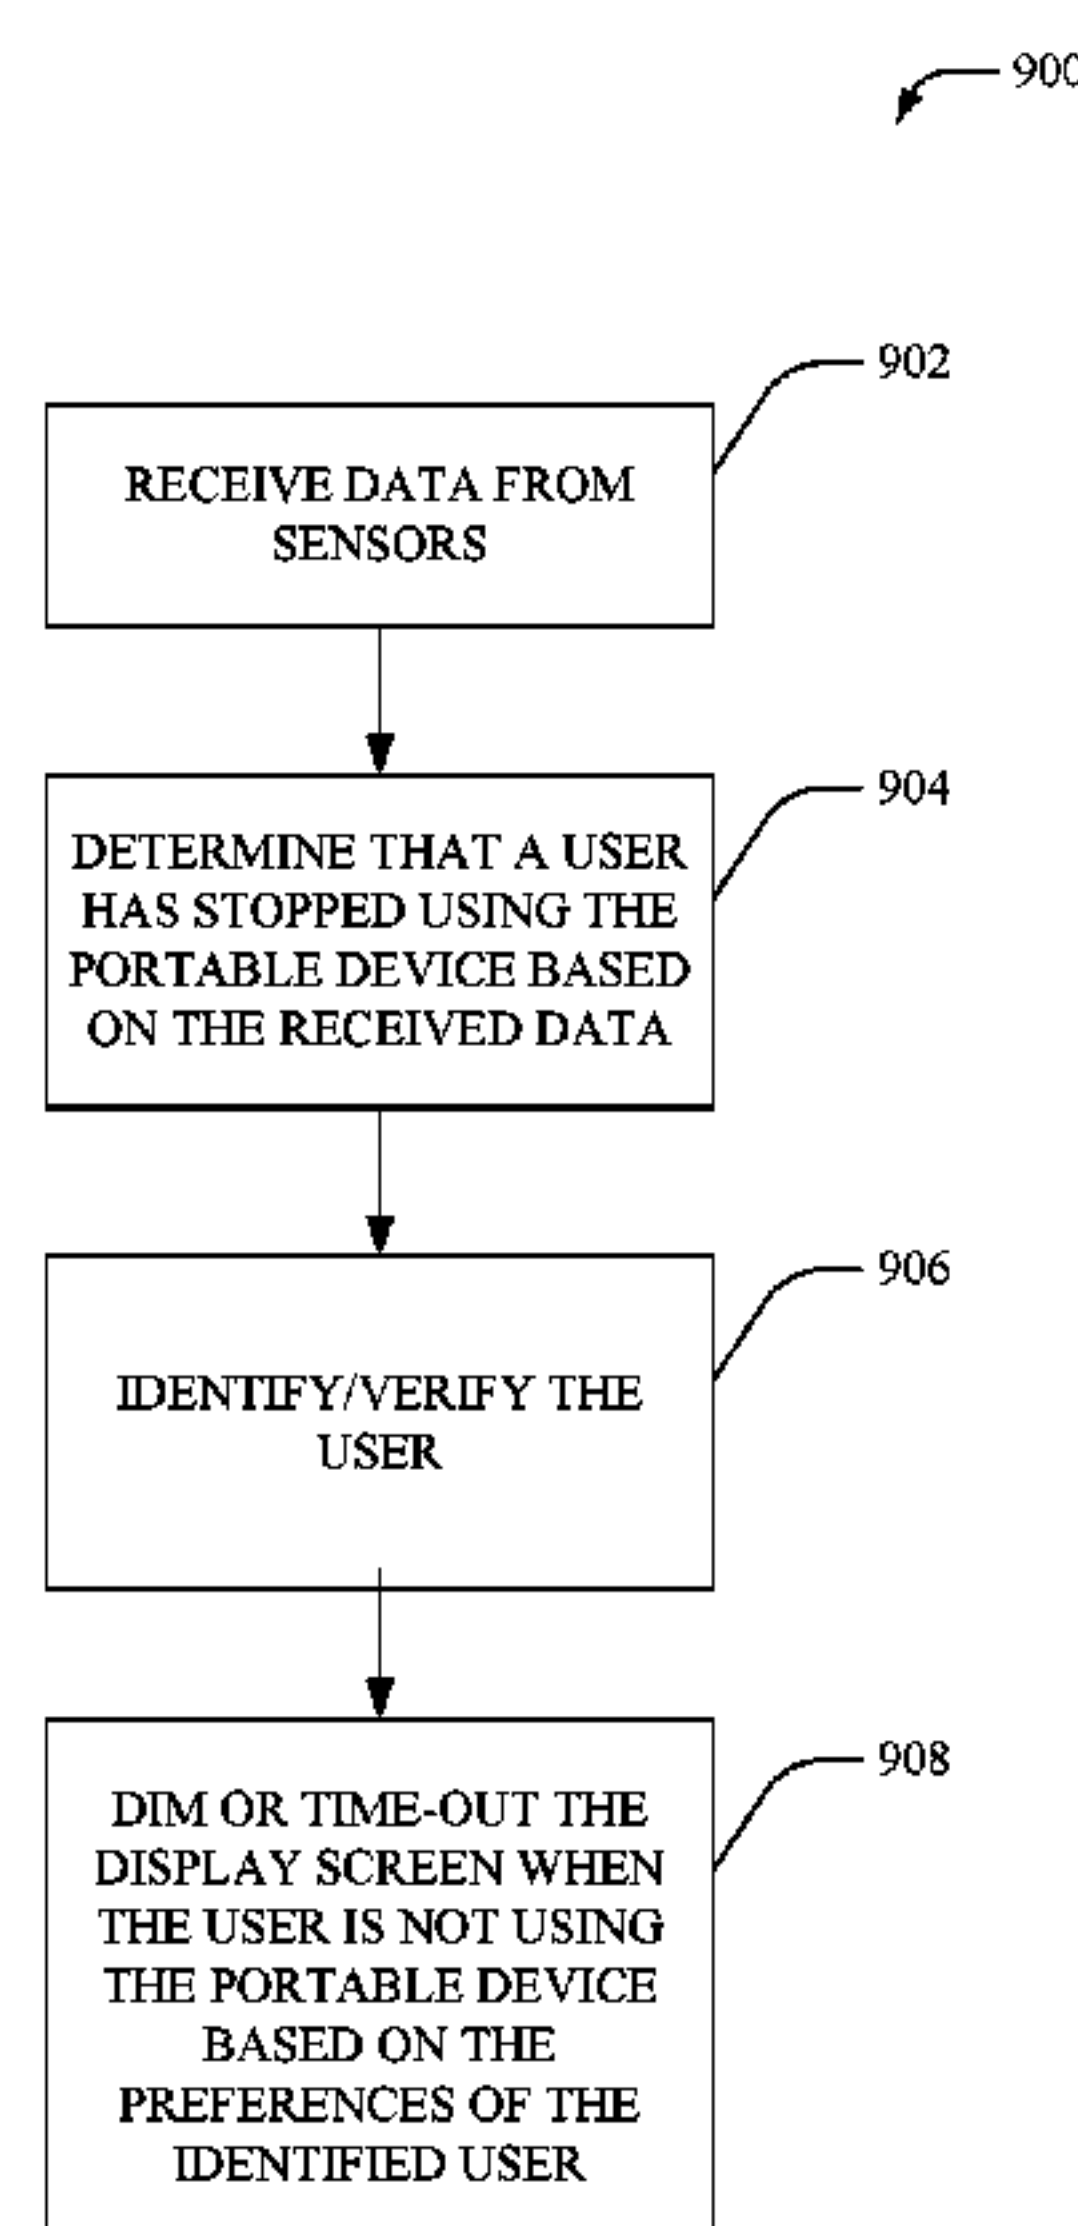 900
902
RECEIVE DATA FROM
SENSORS
904
DETERMINE THAT A USER
HAS STOPPED USING THE
PORTABLE DEVICE BASED
ON THE RECEIVED DATA
906
IDENTIFY/VERIFY THE
USER
908
DIM OR TIME-OUT THE
DISPLAY SCREEN WHEN
THE USER IS NOT USING
THE PORTABLE DEVICE
BASED ON THE
PREFERENCES OF THE
IDENTIFIED USER